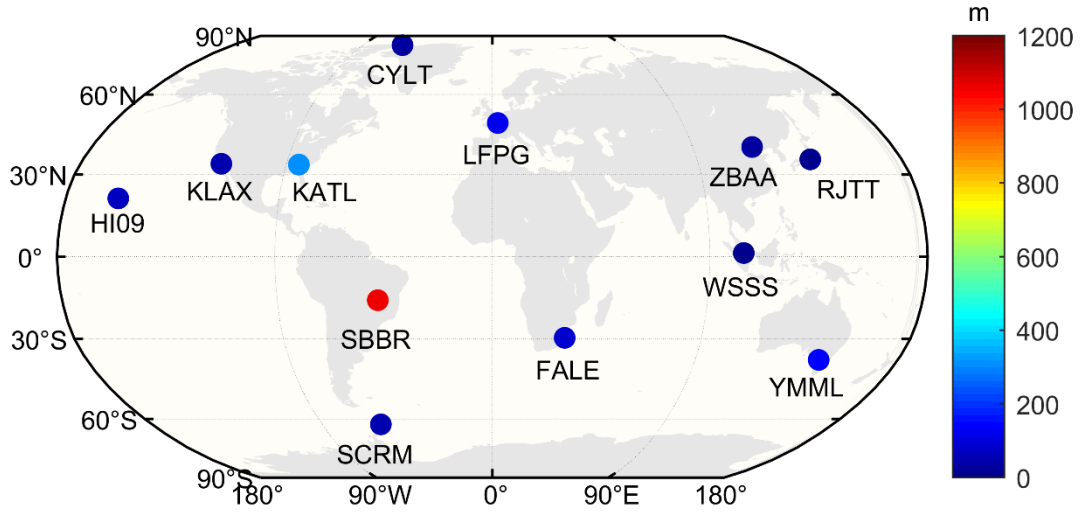 m
90°N
1200
CYLT
60°N
1000
LFPG
ZBAA
RJTT
800
30°N
KLAX
KATL
HI09
600
0°
WSSS
SBBR
400
30°S
FALE
YMML
200
60°S
SCRM
90°S
0
180°
90°W
0°
90°E
180°